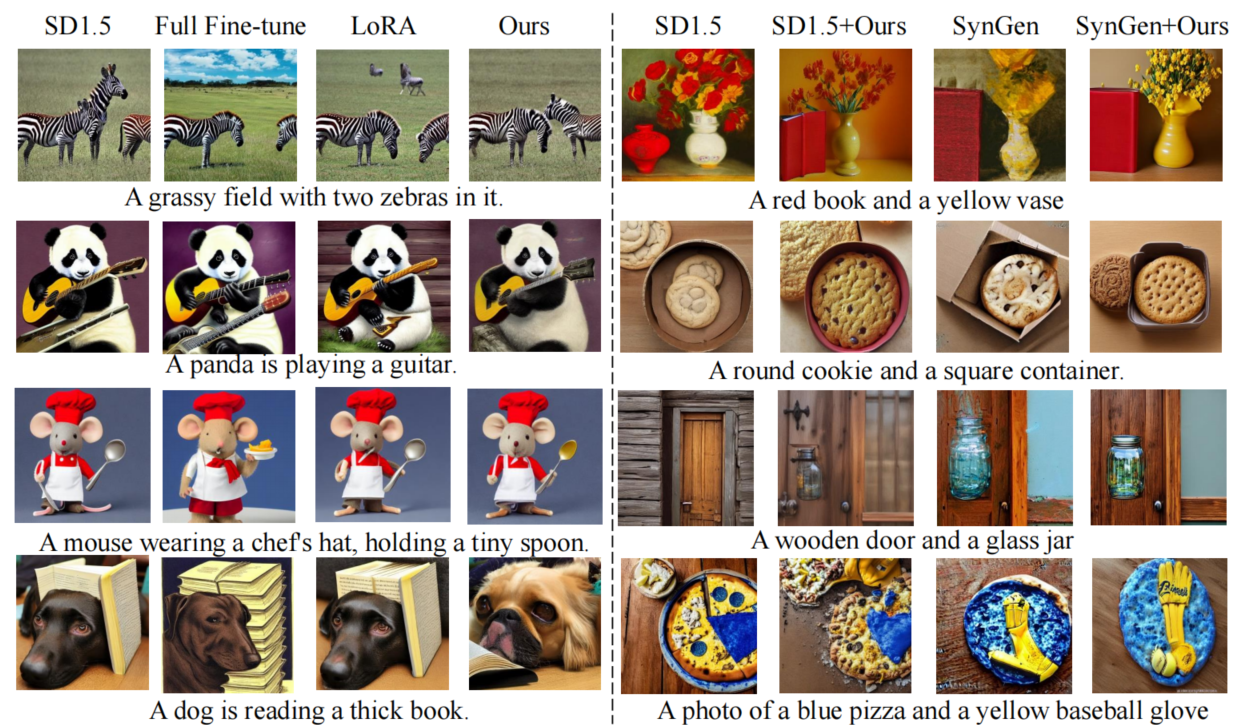 SD1.5 Full Fine-tune LoRA Ours
A grassy field with two zebras in it.
A panda is playing a guitar.
A mouse wearing a chef's hat, holding a tiny spoon.
A dog is reading a thick book.
SD1.5 SD1.5+Ours SynGen SynGen+Ours
A red book and a yellow vase
A round cookie and a square container.
A wooden door and a glass jar
A photo of a blue pizza and a yellow baseball glove